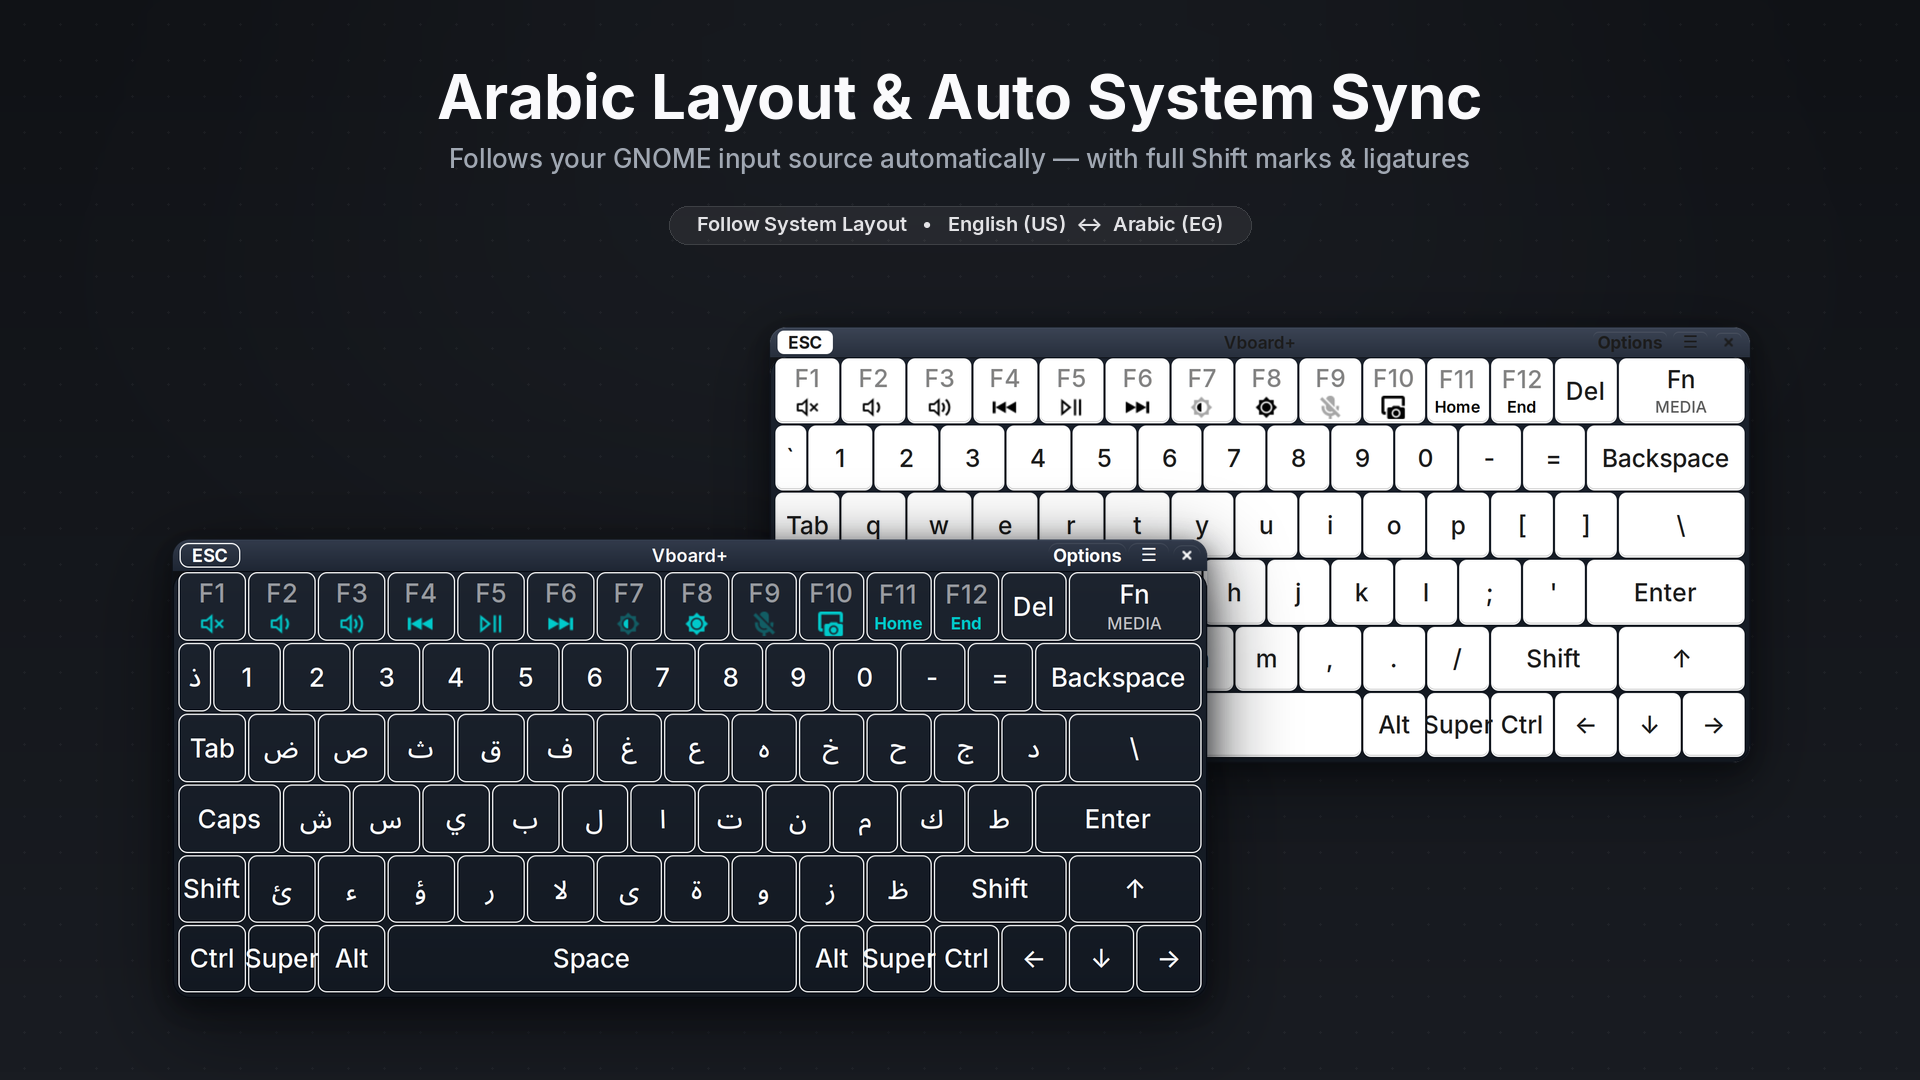 Arabic Layout & Auto System Sync
Follows your GNOME input source automatically — with full Shift marks & ligatures
Follow System Layout • English (US) ↔ Arabic (EG)
ESC Vboard+ Options ☰ ×
F1 F2 F3 F4 F5 F6 F7 F8 F9 F10 F11 F12 Del Fn
Home End MEDIA
` 1 2 3 4 5 6 7 8 9 0 - = Backspace
Tab q w e r t y u i o p [ ] \
h j k l ; ' Enter
m , . / Shift ↑
Alt Super Ctrl ← ↓ →
ESC Vboard+ Options ☰ ×
F1 F2 F3 F4 F5 F6 F7 F8 F9 F10 F11 F12 Del Fn
Home End MEDIA
ذ 1 2 3 4 5 6 7 8 9 0 - = Backspace
Tab ض ص ث ق ف غ ع ه خ ح ج د \
Caps ش س ي ب ل ا ت ن م ك ط Enter
Shift ئ ء ؤ ر لا ى ة و ز ظ Shift ↑
Ctrl Super Alt Space Alt Super Ctrl ← ↓ →